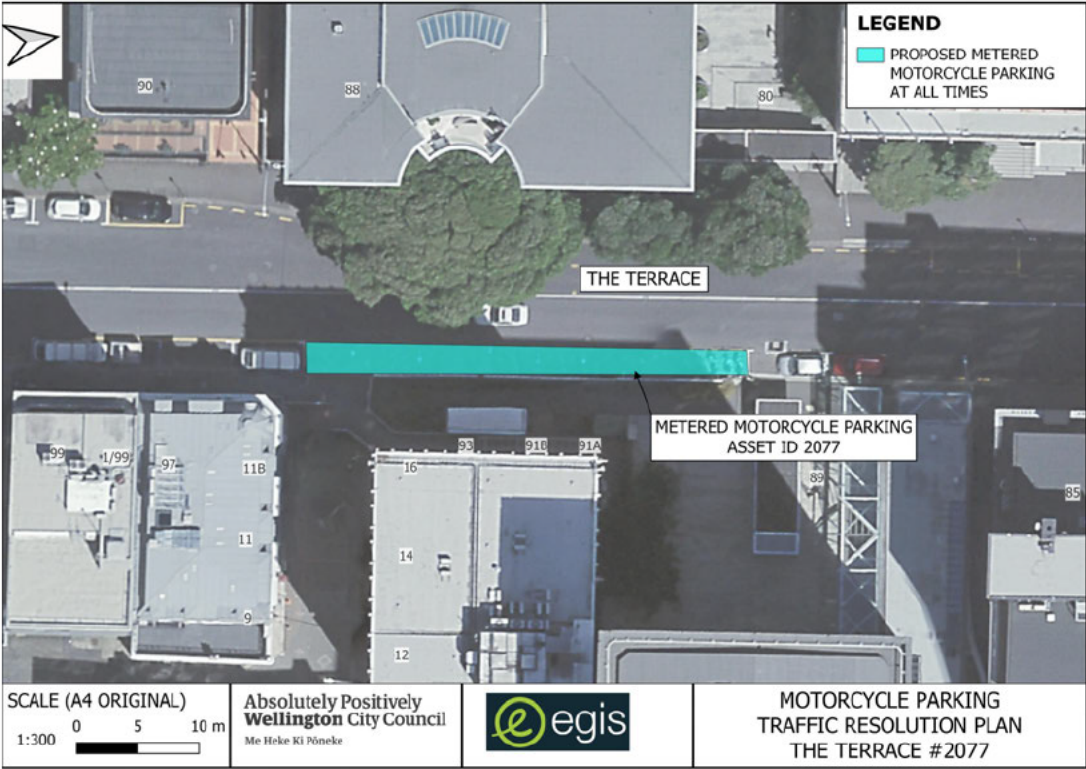 LEGEND
PROPOSED METERED
MOTORCYCLE PARKING
AT ALL TIMES
90
88
80
THE TERRACE
METERED MOTORCYCLE PARKING
ASSET ID 2077
99
1/99
97
11B
93
91B
91A
16
89
85
11
14
9
12
SCALE (A4 ORIGINAL)
0 5 10 m
1:300
Absolutely Positively
Wellington City Council
Me Heke Ki Pōneke
egis
MOTORCYCLE PARKING
TRAFFIC RESOLUTION PLAN
THE TERRACE #2077